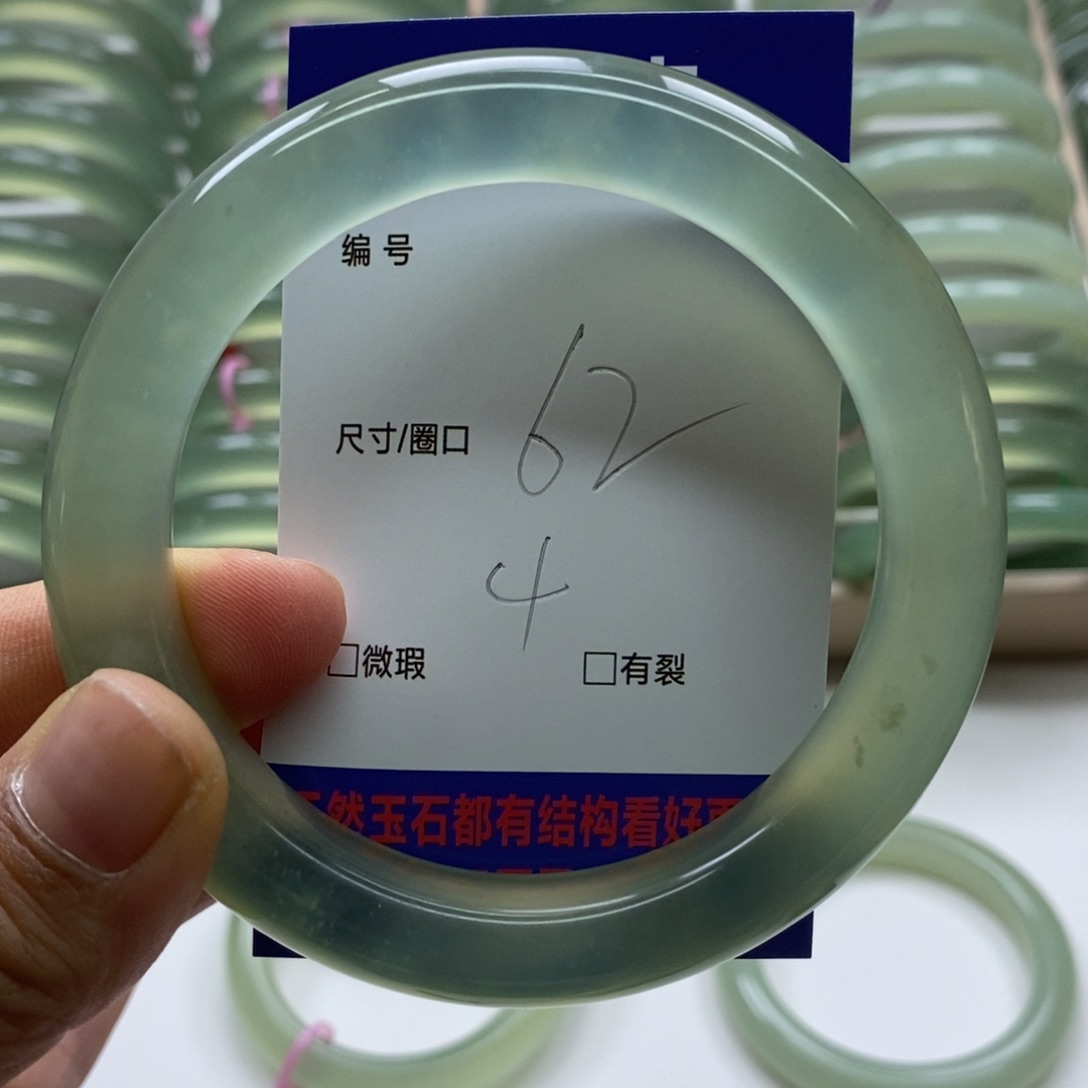 编号
尺寸/圈口 62
4
□微瑕 □有裂
然玉石都有结构看好